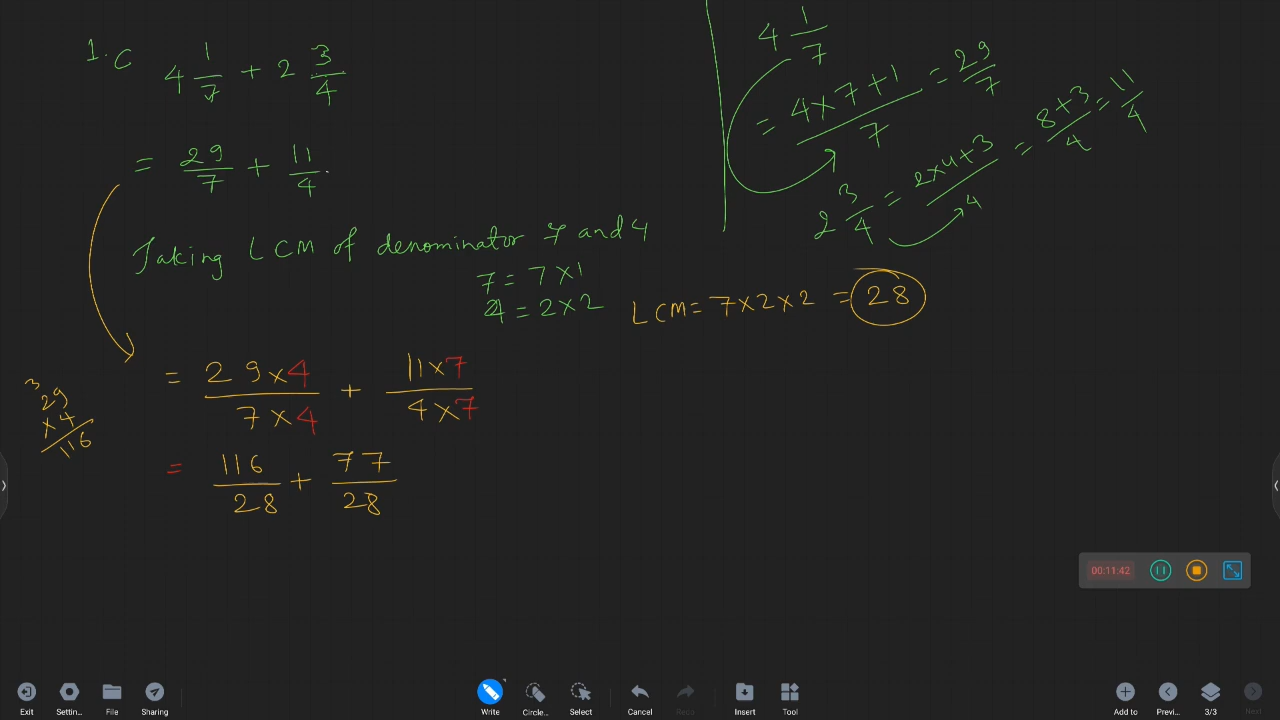 1.c 4 1/7 + 2 3/4
= 29/7 + 11/4
Taking LCM of denominator 7 and 4
7 = 7×1
4 = 2×2
LCM = 7×2×2 = 28
= 29×4/7×4 + 11×7/4×7
= 116/28 + 77/28
3
29
×4
116
4 1/7
= 4×7+1/7 = 29/7
2 3/4 = 2×4+3/4 = 8+3/4 = 11/4
00:11:42
Exit
Settin...
File
Sharing
Write
Circle...
Select
Cancel
Redo
Insert
Tool
Add to
Previ...
3/3
Next